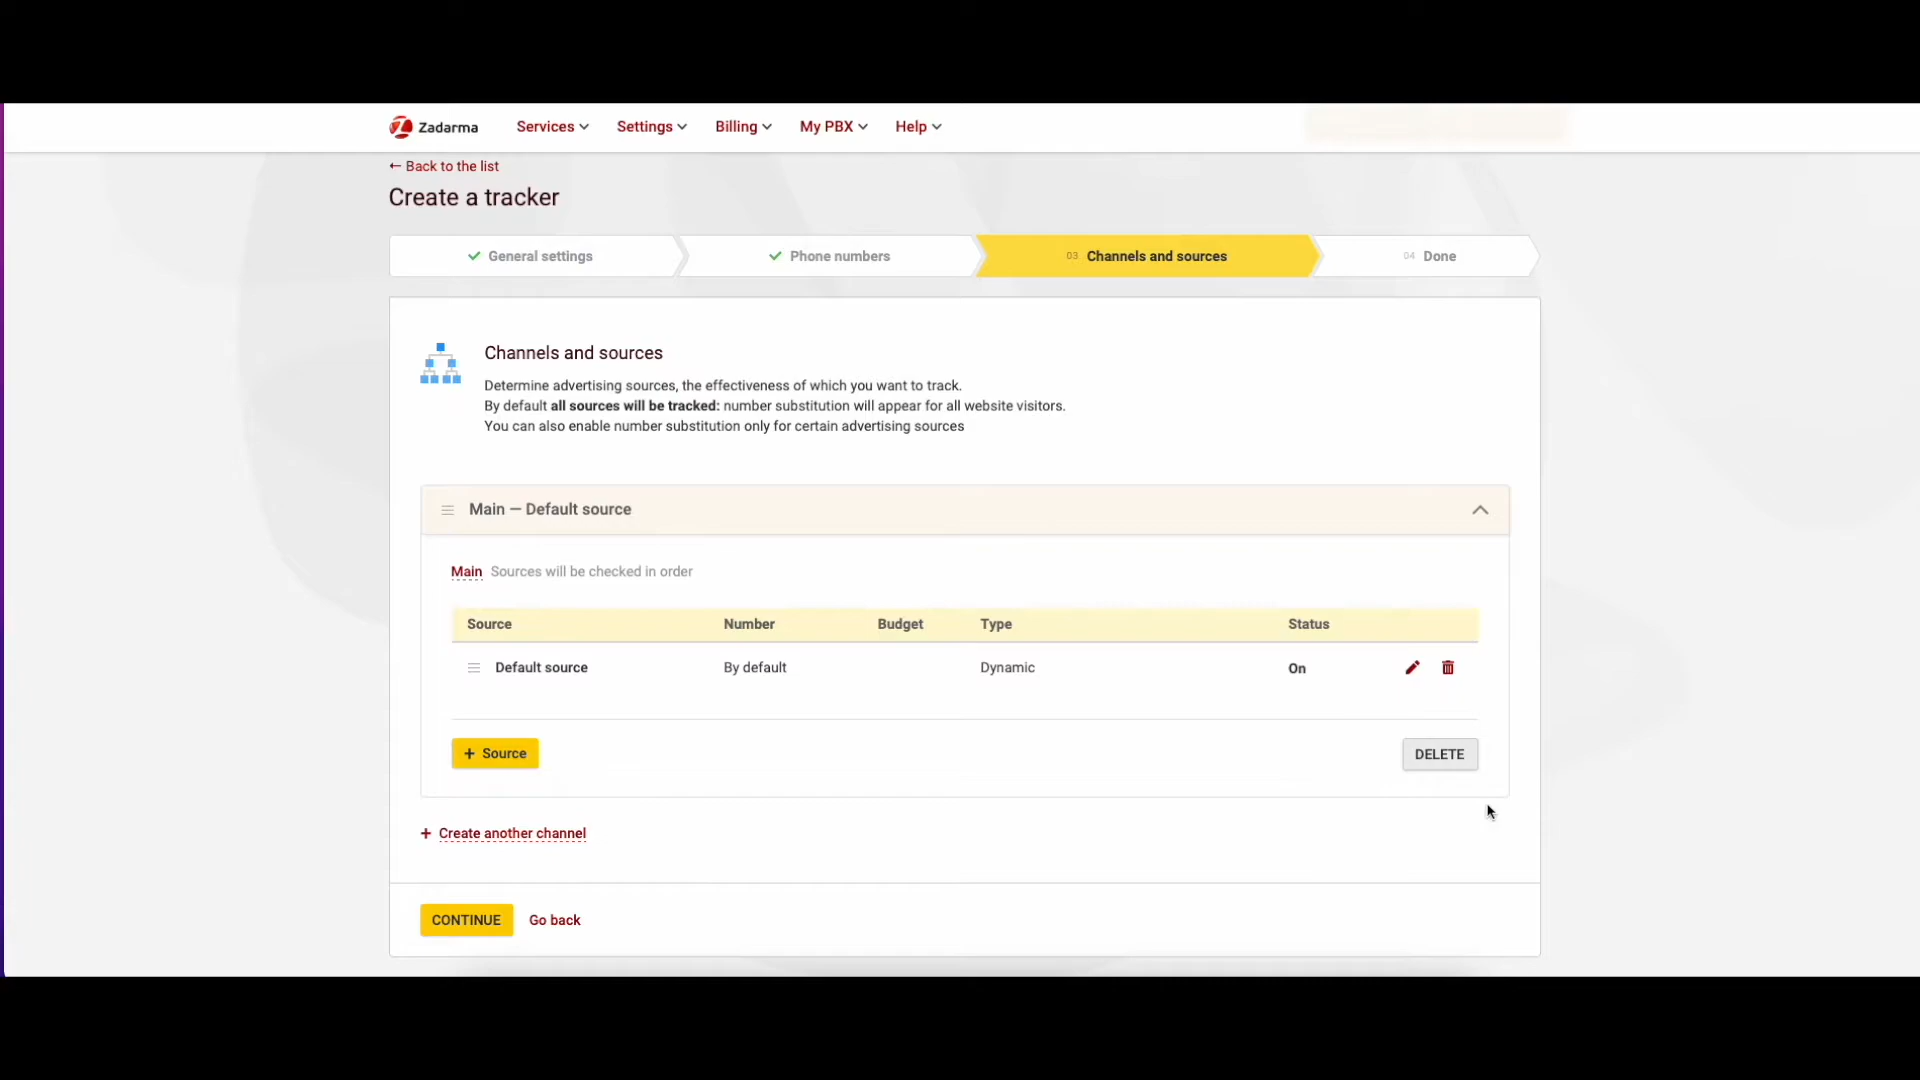 Zadarma Services Settings Billing My PBX Help
← Back to the list
Create a tracker
General settings Phone numbers 03 Channels and sources 04 Done
Channels and sources
Determine advertising sources, the effectiveness of which you want to track.
By default all sources will be tracked: number substitution will appear for all website visitors.
You can also enable number substitution only for certain advertising sources
Main — Default source
Main Sources will be checked in order
Source Number Budget Type Status
Default source By default Dynamic On
+ Source DELETE
+ Create another channel
CONTINUE Go back